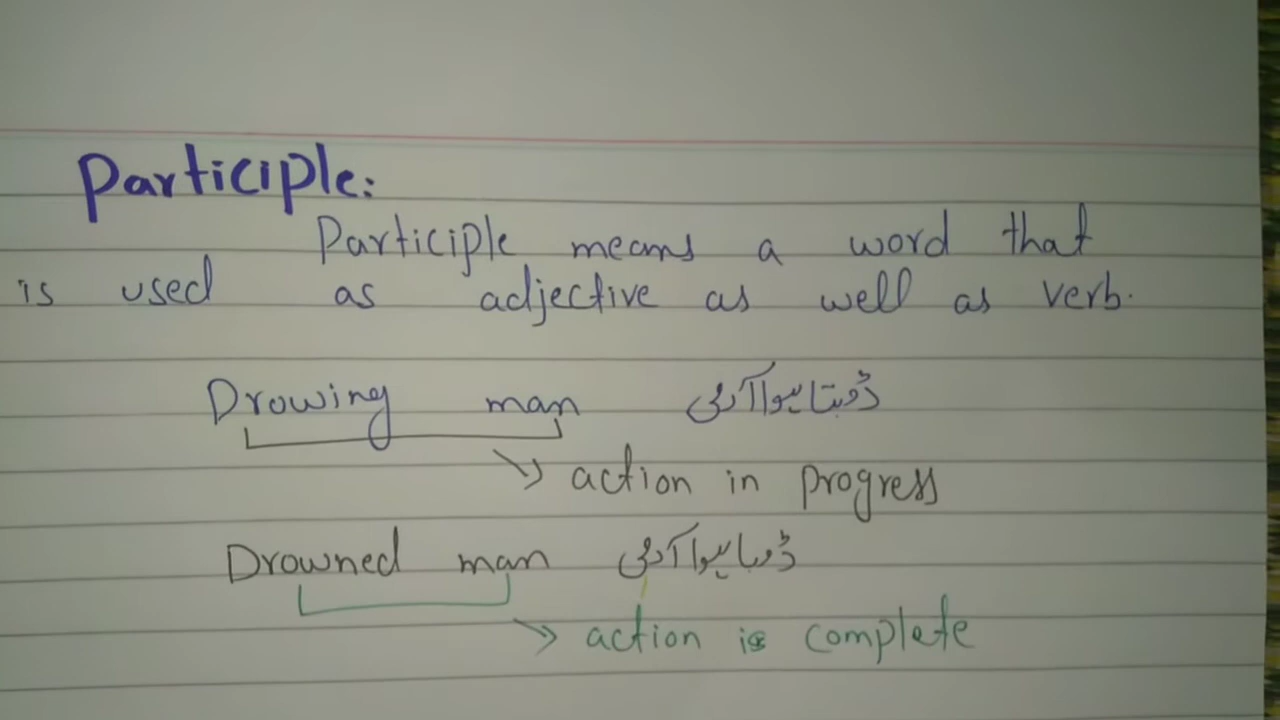 Participle:
Participle means a word that
is used as adjective as well as verb.
Drowing man ڈوبتا ہوا آدمی
action in progress
Drowned man ڈوبا ہوا آدمی
action is complete